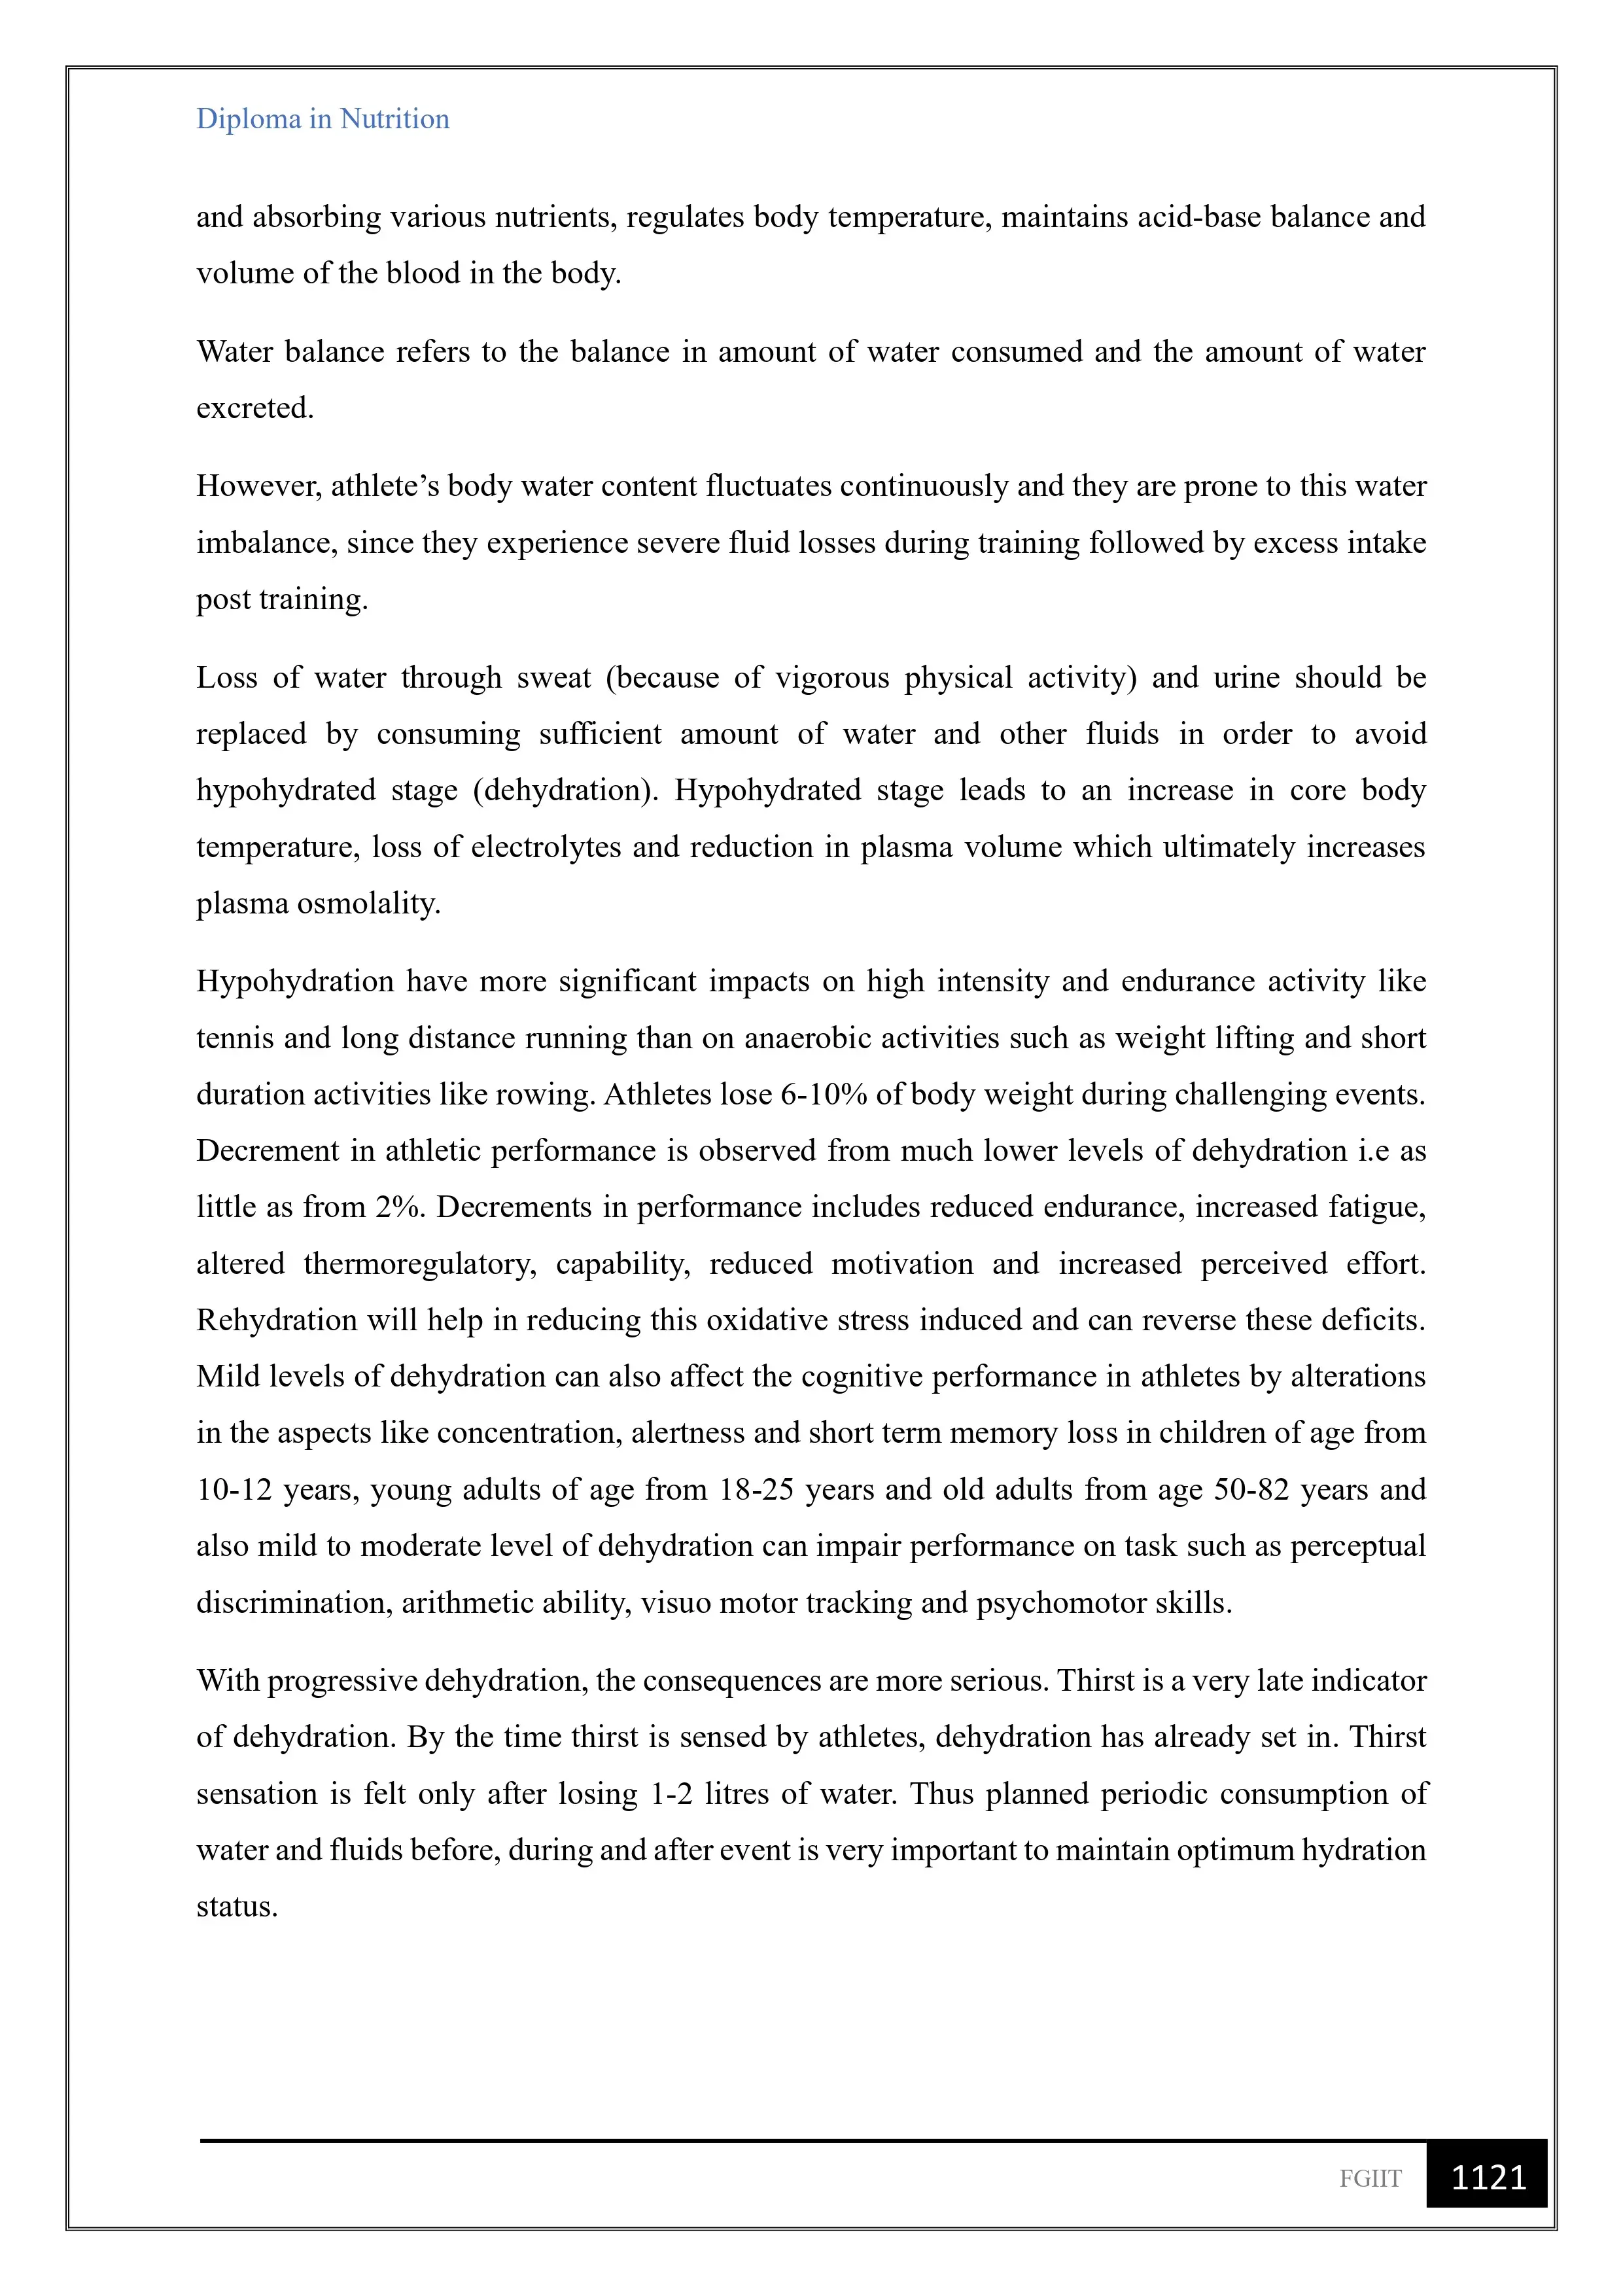 Diploma in Nutrition
and absorbing various nutrients, regulates body temperature, maintains acid-base balance and
volume of the blood in the body.
Water balance refers to the balance in amount of water consumed and the amount of water
excreted.
However, athlete’s body water content fluctuates continuously and they are prone to this water
imbalance, since they experience severe fluid losses during training followed by excess intake
post training.
Loss of water through sweat (because of vigorous physical activity) and urine should be
replaced by consuming sufficient amount of water and other fluids in order to avoid
hypohydrated stage (dehydration). Hypohydrated stage leads to an increase in core body
temperature, loss of electrolytes and reduction in plasma volume which ultimately increases
plasma osmolality.
Hypohydration have more significant impacts on high intensity and endurance activity like
tennis and long distance running than on anaerobic activities such as weight lifting and short
duration activities like rowing. Athletes lose 6-10% of body weight during challenging events.
Decrement in athletic performance is observed from much lower levels of dehydration i.e as
little as from 2%. Decrements in performance includes reduced endurance, increased fatigue,
altered thermoregulatory, capability, reduced motivation and increased perceived effort.
Rehydration will help in reducing this oxidative stress induced and can reverse these deficits.
Mild levels of dehydration can also affect the cognitive performance in athletes by alterations
in the aspects like concentration, alertness and short term memory loss in children of age from
10-12 years, young adults of age from 18-25 years and old adults from age 50-82 years and
also mild to moderate level of dehydration can impair performance on task such as perceptual
discrimination, arithmetic ability, visuo motor tracking and psychomotor skills.
With progressive dehydration, the consequences are more serious. Thirst is a very late indicator
of dehydration. By the time thirst is sensed by athletes, dehydration has already set in. Thirst
sensation is felt only after losing 1-2 litres of water. Thus planned periodic consumption of
water and fluids before, during and after event is very important to maintain optimum hydration
status.
FGIIT 1121